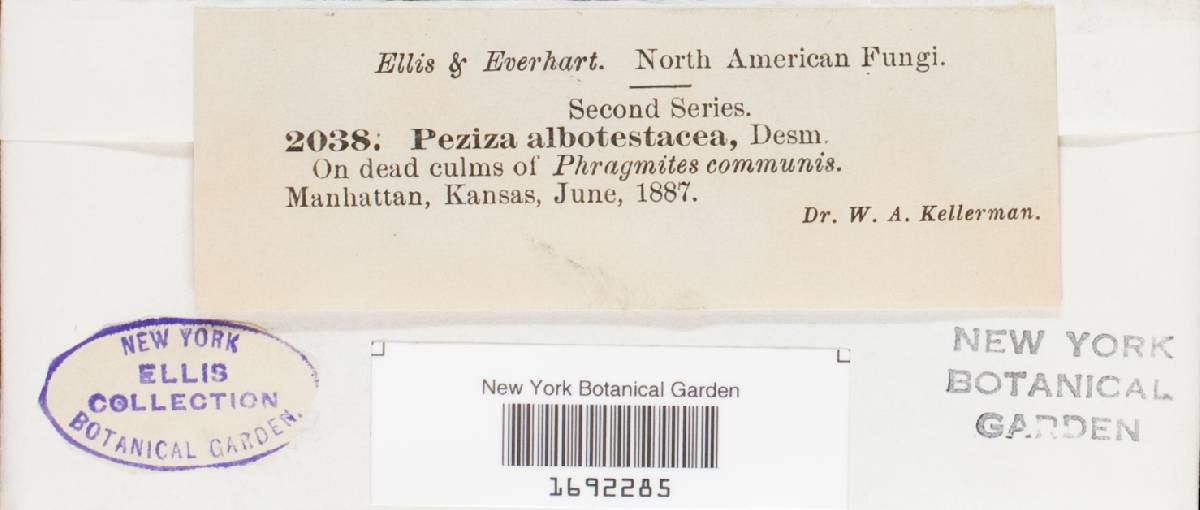 Ellis & Everhart. North American Fungi.
Second Series.
2038. Peziza albotestacea, Desm.
On dead culms of Phragmites communis.
Manhattan, Kansas, June, 1887.
Dr. W. A. Kellerman.
NEW YORK
ELLIS
COLLECTION
BOTANICAL GARDEN.
New York Botanical Garden
1692285
NEW YORK
BOTANICAL
GARDEN